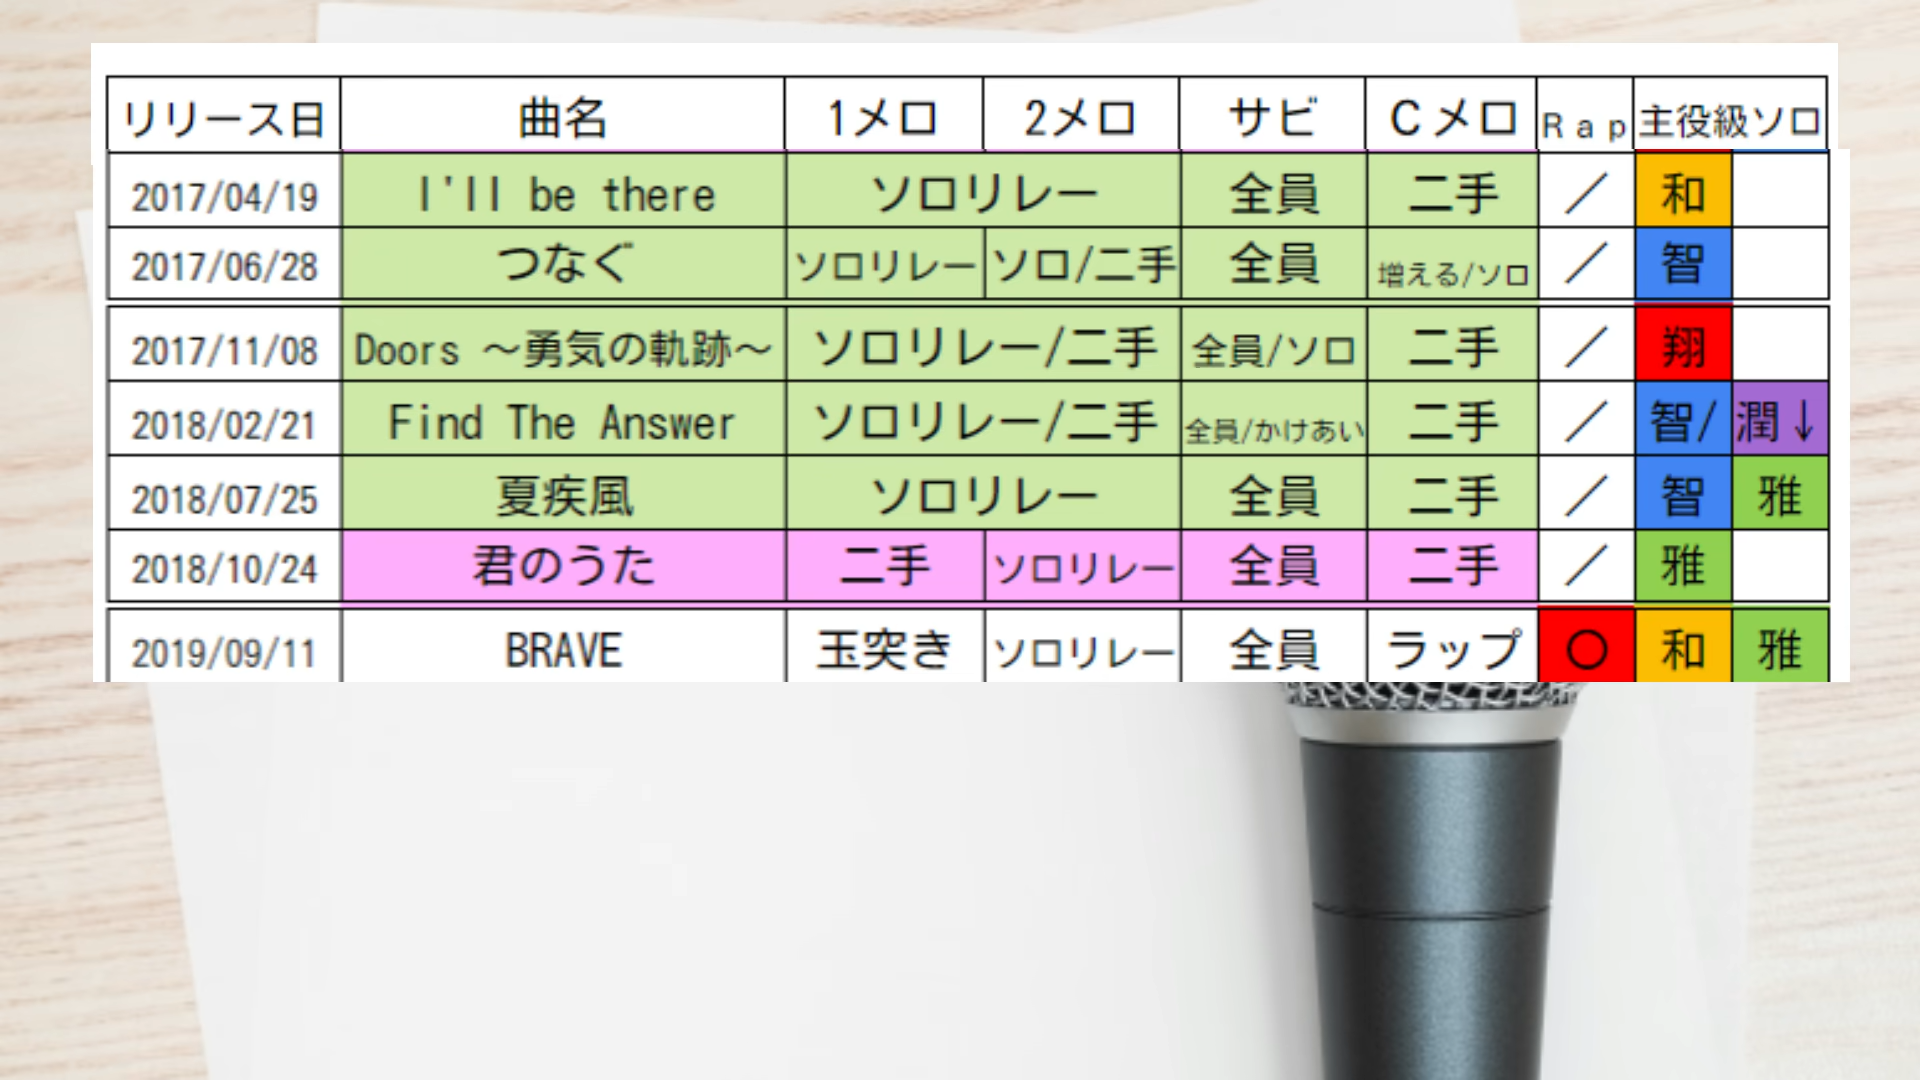 リリース日 曲名 1メロ 2メロ サビ Cメロ Rap 主役級ソロ
2017/04/19 I'll be there ソロリレー 全員 二手 ／ 和
2017/06/28 つなぐ ソロリレー ソロ/二手 全員 増える/ソロ ／ 智
2017/11/08 Doors ～勇気の軌跡～ ソロリレー/二手 全員/ソロ 二手 ／ 翔
2018/02/21 Find The Answer ソロリレー/二手 全員/かけあい 二手 ／ 智/ 潤↓
2018/07/25 夏疾風 ソロリレー 全員 二手 ／ 智 雅
2018/10/24 君のうた 二手 ソロリレー 全員 二手 ／ 雅
2019/09/11 BRAVE 玉突き ソロリレー 全員 ラップ 〇 和 雅